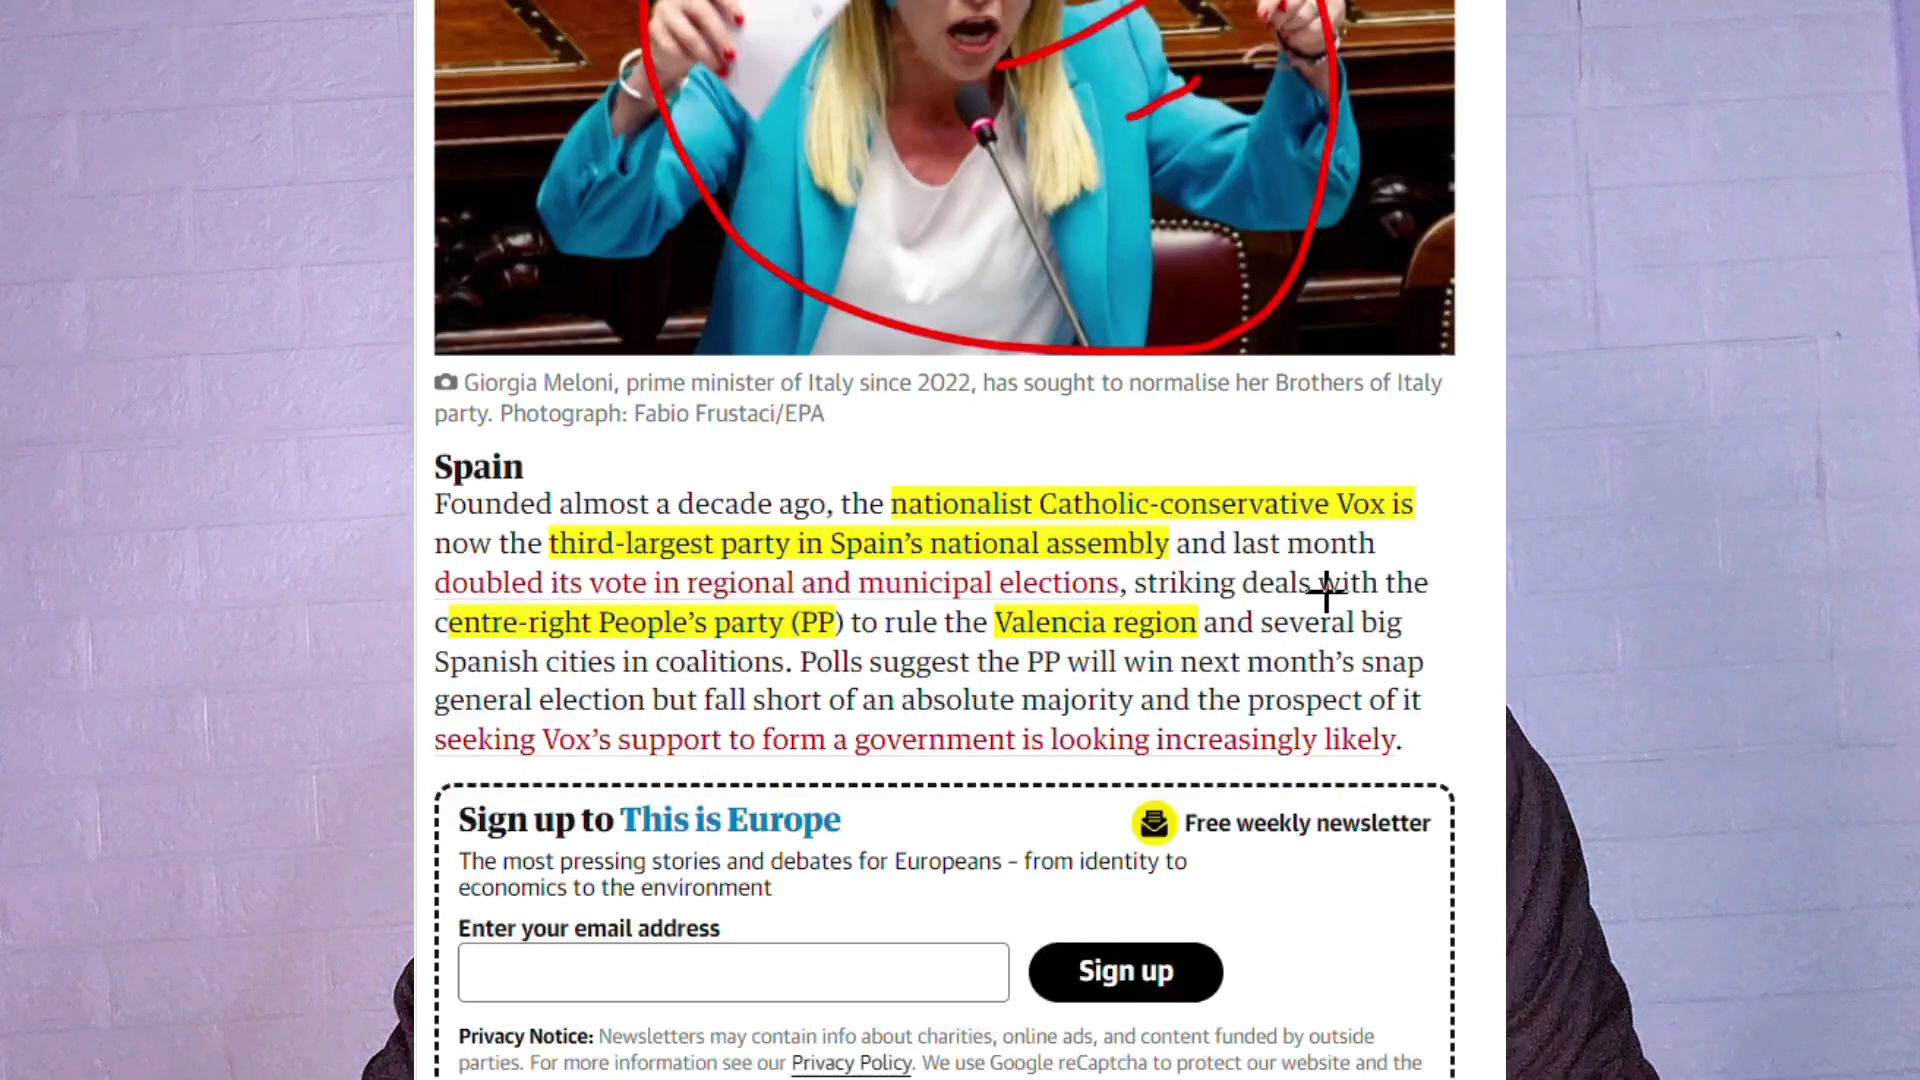 Giorgia Meloni, prime minister of Italy since 2022, has sought to normalise her Brothers of Italy
party. Photograph: Fabio Frustaci/EPA
Spain
Founded almost a decade ago, the nationalist Catholic-conservative Vox is
now the third-largest party in Spain’s national assembly and last month
doubled its vote in regional and municipal elections, striking deals with the
centre-right People’s party (PP) to rule the Valencia region and several big
Spanish cities in coalitions. Polls suggest the PP will win next month’s snap
general election but fall short of an absolute majority and the prospect of it
seeking Vox’s support to form a government is looking increasingly likely.
Sign up to This is Europe
Free weekly newsletter
The most pressing stories and debates for Europeans – from identity to
economics to the environment
Enter your email address
Sign up
Privacy Notice: Newsletters may contain info about charities, online ads, and content funded by outside
parties. For more information see our Privacy Policy. We use Google reCaptcha to protect our website and the